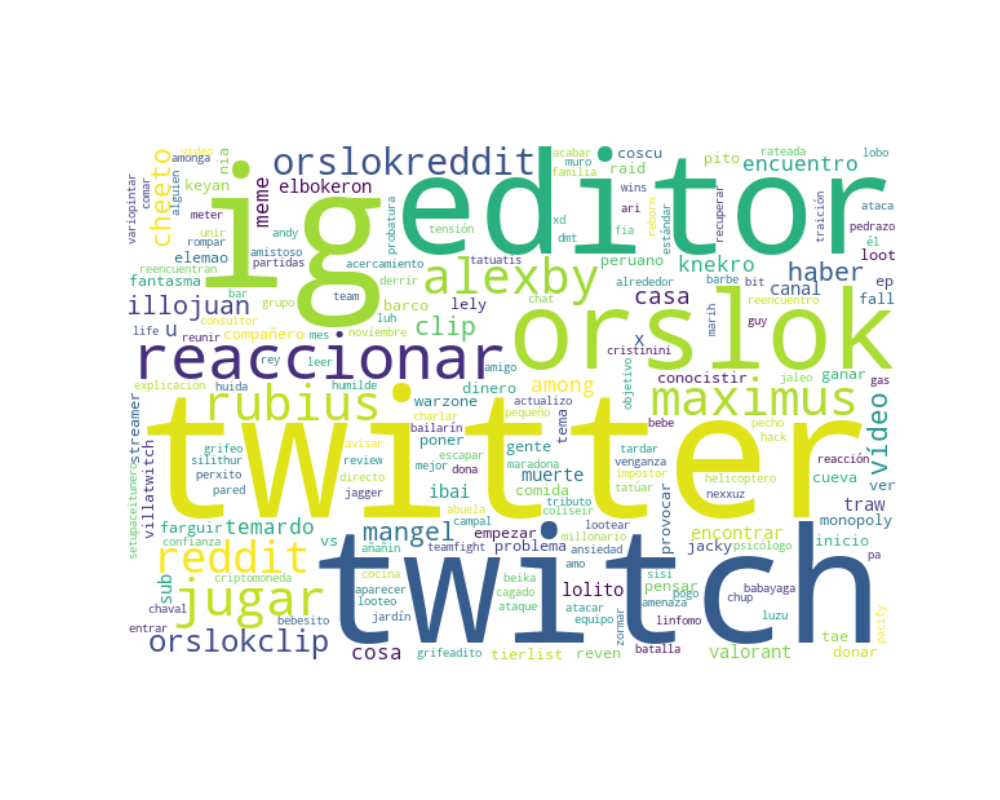 ig
editor
orslok
twitter
twitch
reaccionar
orslokreddit
alexby
rubius
maximus
reddit
jugar
orslokclip
illojuan
mangel
vídeo
cheeto
meme
elbokeron
clip
casa
knekro
haber
encuentro
canal
temardo
lolito
cosa
ibai
muerte
among
video
amonga
nia
keyan
variopintar
comar
alguien
meter
unir
rompar
andy
elemao
amistoso
partidas
reencuentran
fantasma
bar
grupo
team
acercamiento
derrir
probatura
tensión
tatuatis
barco
lely
chat
luh
life
u
reunir
consultor
compañero
mes
noviembre
rey
leer
amigo
explicación
huida
humilde
dinero
acabar
muro
familia
coscu
raid
pito
rateada
lobo
wins
ari
xd
dmt
fia
reborn
estándar
recuperar
traición
ataca
pedrazo
él
loot
peruano
alrededor
barbe
bit
ep
fall
reencuentro
marih
guy
x
cristinini
conocistir
jaleo
ganar
gas
objetivo
streamer
villatwitch
setupaceitunero
grifeo
silithur
perxito
pared
avisar
review
directo
jagger
warzone
charlar
bailarín
poner
mejor
escapar
dona
actualizo
pequeño
gente
maradona
tema
bebe
pecho
hack
reacción
tardar
venganza
impostor
tatúar
helicoptero
nexxuz
cueva
ver
comida
tributo
coliseir
abuela
campal
provocar
traw
monopoly
farguir
confianza
vs
añañin
teamfight
empezar
problema
lootear
millonario
ansiedad
encontrar
jacky
psicólogo
inicio
pa
sub
criptomoneda
chaval
bebesito
entrar
cocina
aparecer
looteo
jardín
beika
cagado
ataque
amo
atacar
equipo
zormar
sisi
pensar
amenaza
pogo
linfomo
chup
babayaga
luzu
pacify
grifeadito
tierlist
reven
batalla
valorant
tae
donar